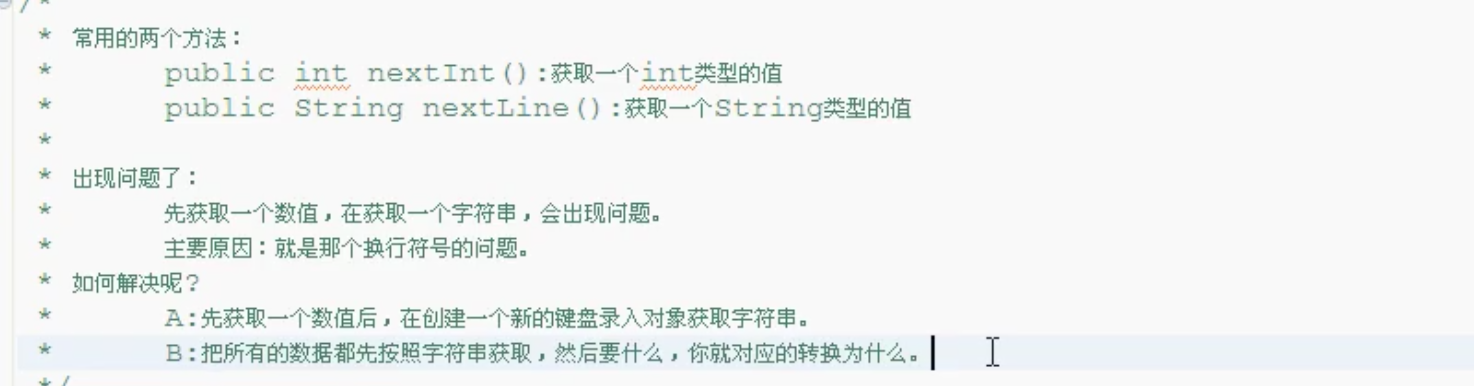 /*
* 常用的两个方法：
* public int nextInt():获取一个int类型的值
* public String nextLine():获取一个String类型的值
*
* 出现问题了：
* 先获取一个数值，在获取一个字符串，会出现问题。
* 主要原因：就是那个换行符号的问题。
* 如何解决呢？
* A:先获取一个数值后，在创建一个新的键盘录入对象获取字符串。
* B:把所有的数据都先按照字符串获取，然后要什么，你就对应的转换为什么。
*/